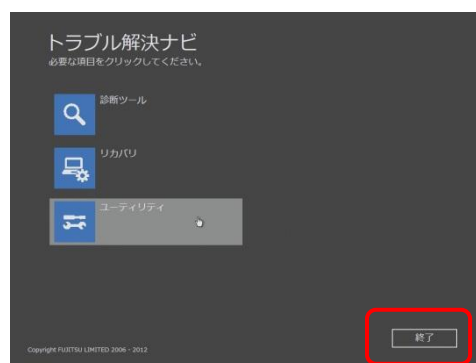 トラブル解決ナビ
必要な項目をクリックしてください。
診断ツール
リカバリ
ユーティリティ
終了
Copyright FUJITSU LIMITED 2006 - 2012